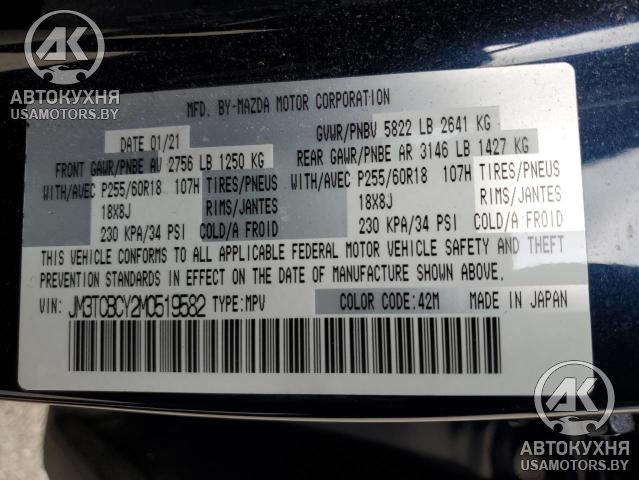 АК
АВТОКУХНЯ
USAMOTORS.BY
MFD. BY-MAZDA MOTOR CORPORATION
DATE 01/21
GVWR/PNBV 5822 LB 2641 KG
FRONT GAWR/PNBE AV 2756 LB 1250 KG
REAR GAWR/PNBE AR 3146 LB 1427 KG
WITH/AVEC P255/60R18 107H TIRES/PNEUS WITH/AVEC P255/60R18 107H TIRES/PNEUS
18X8J RIMS/JANTES 18X8J RIMS/JANTES
230 KPA/34 PSI COLD/A FROID 230 KPA/34 PSI COLD/A FROID
THIS VEHICLE CONFORMS TO ALL APPLICABLE FEDERAL MOTOR VEHICLE SAFETY AND THEFT
PREVENTION STANDARDS IN EFFECT ON THE DATE OF MANUFACTURE SHOWN ABOVE.
VIN: JM3TCBCY2M0519582 TYPE:MPV COLOR CODE:42M MADE IN JAPAN
АК
АВТОКУХНЯ
USAMOTORS.BY